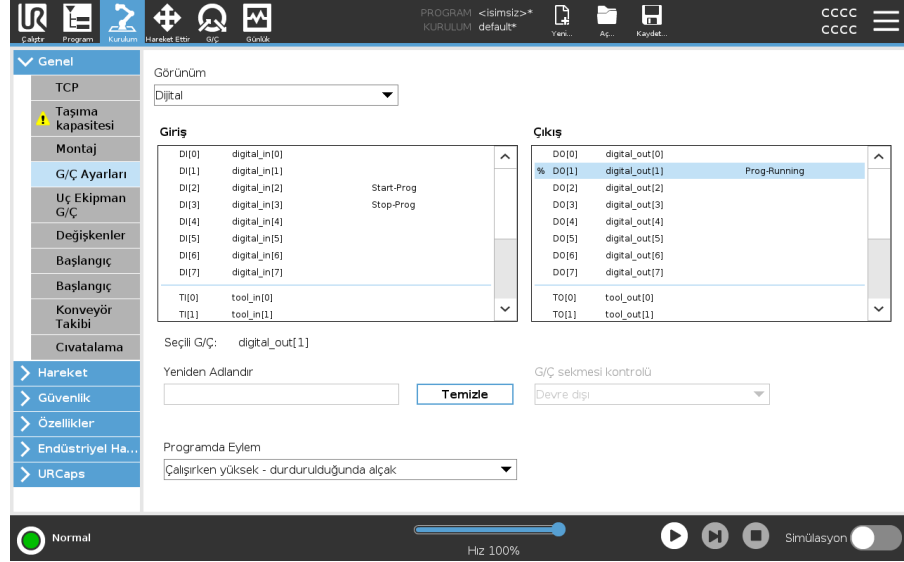 PROGRAM <isimsiz>*
KURULUM default*
CCCC
CCCC
Çalıştır Program Kurulum Hareket Ettir G/Ç Günlük Yeni... Aç... Kaydet...
Genel
TCP
Taşıma
kapasitesi
Montaj
G/Ç Ayarları
Uç Ekipman
G/Ç
Değişkenler
Başlangıç
Başlangıç
Konveyör
Takibi
Cıvatalama
Hareket
Güvenlik
Özellikler
Endüstriyel Ha...
URCaps
Görünüm
Dijital
Giriş
DI[0] digital_in[0]
DI[1] digital_in[1]
DI[2] digital_in[2] Start-Prog
DI[3] digital_in[3] Stop-Prog
DI[4] digital_in[4]
DI[5] digital_in[5]
DI[6] digital_in[6]
DI[7] digital_in[7]
TI[0] tool_in[0]
TI[1] tool_in[1]
Çıkış
DO[0] digital_out[0]
% DO[1] digital_out[1] Prog-Running
DO[2] digital_out[2]
DO[3] digital_out[3]
DO[4] digital_out[4]
DO[5] digital_out[5]
DO[6] digital_out[6]
DO[7] digital_out[7]
TO[0] tool_out[0]
TO[1] tool_out[1]
Seçili G/Ç: digital_out[1]
Yeniden Adlandır
Temizle
G/Ç sekmesi kontrolü
Devre dışı
Programda Eylem
Çalışırken yüksek - durdurulduğunda alçak
Normal
Hız 100%
Simülasyon